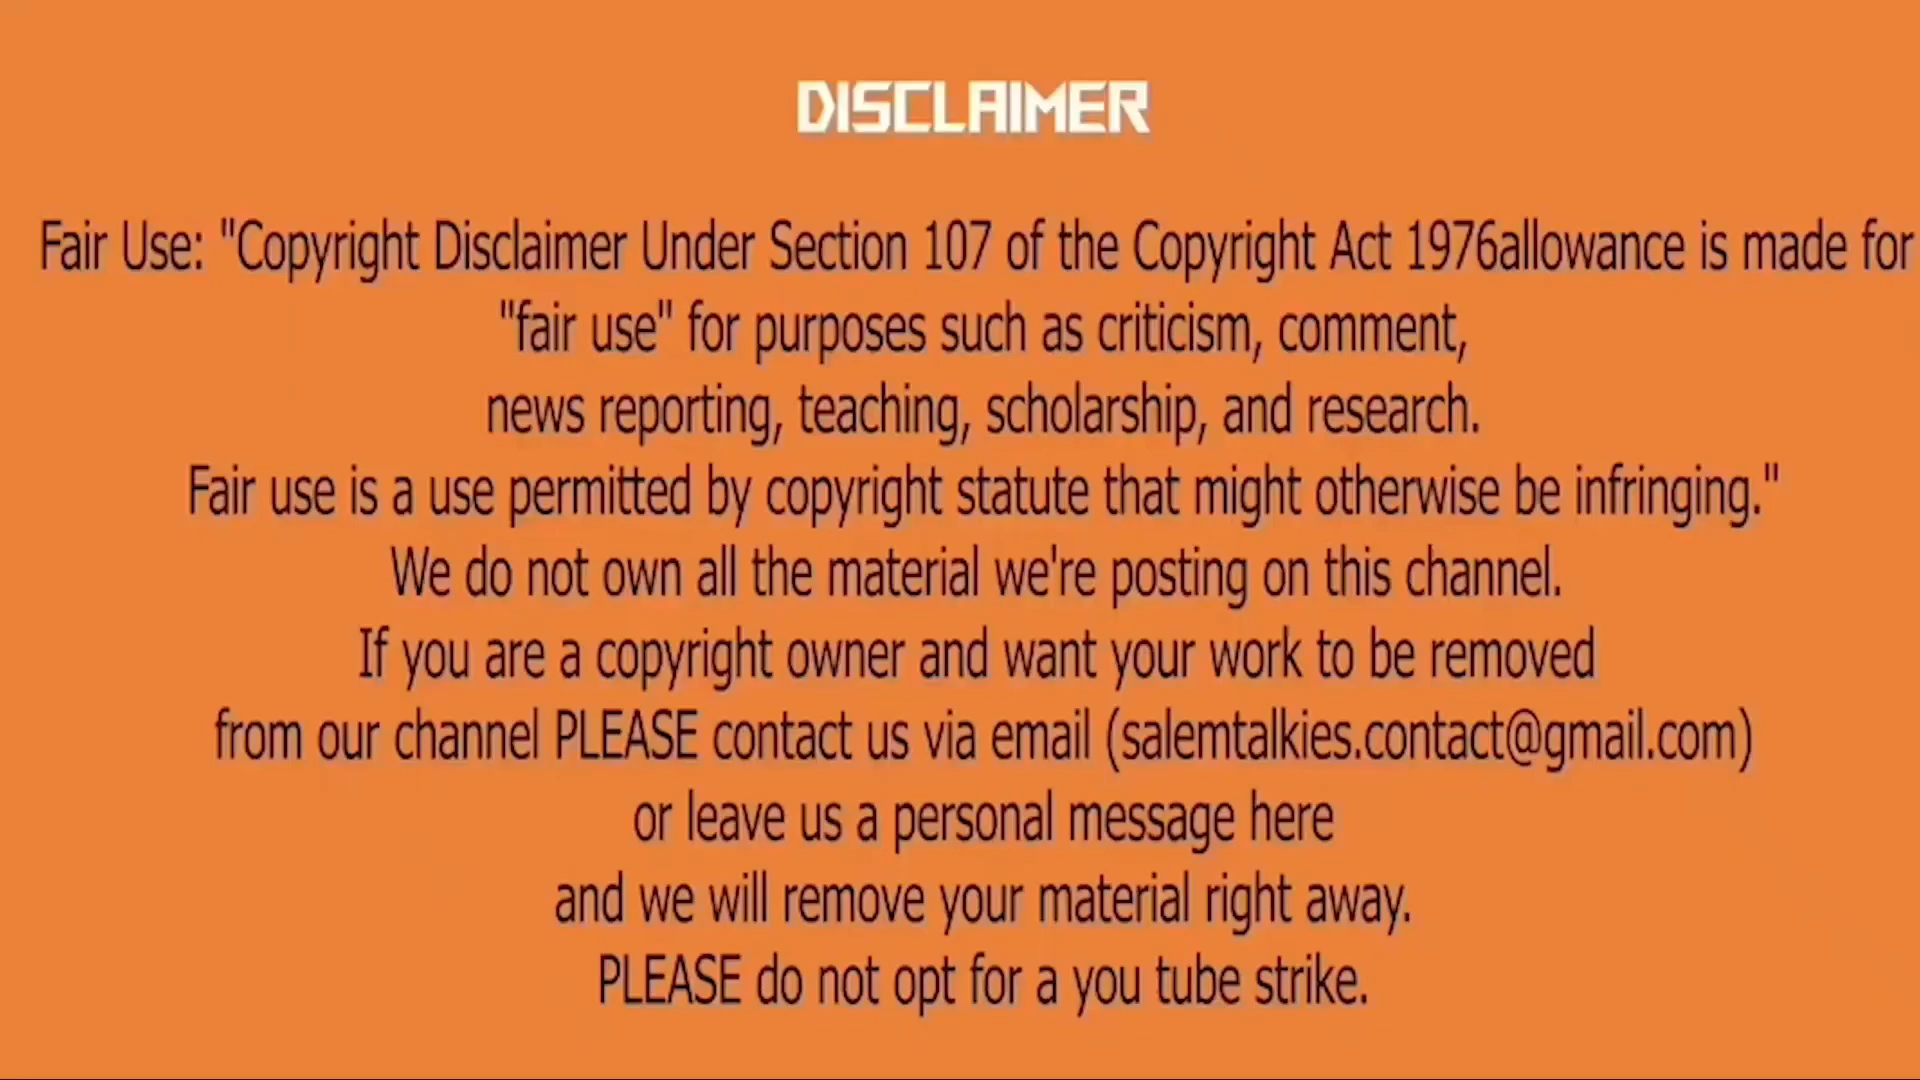 DISCLAIMER
Fair Use: "Copyright Disclaimer Under Section 107 of the Copyright Act 1976allowance is made for
"fair use" for purposes such as criticism, comment,
news reporting, teaching, scholarship, and research.
Fair use is a use permitted by copyright statute that might otherwise be infringing."
We do not own all the material we're posting on this channel.
If you are a copyright owner and want your work to be removed
from our channel PLEASE contact us via email (salemtalkies.contact@gmail.com)
or leave us a personal message here
and we will remove your material right away.
PLEASE do not opt for a you tube strike.